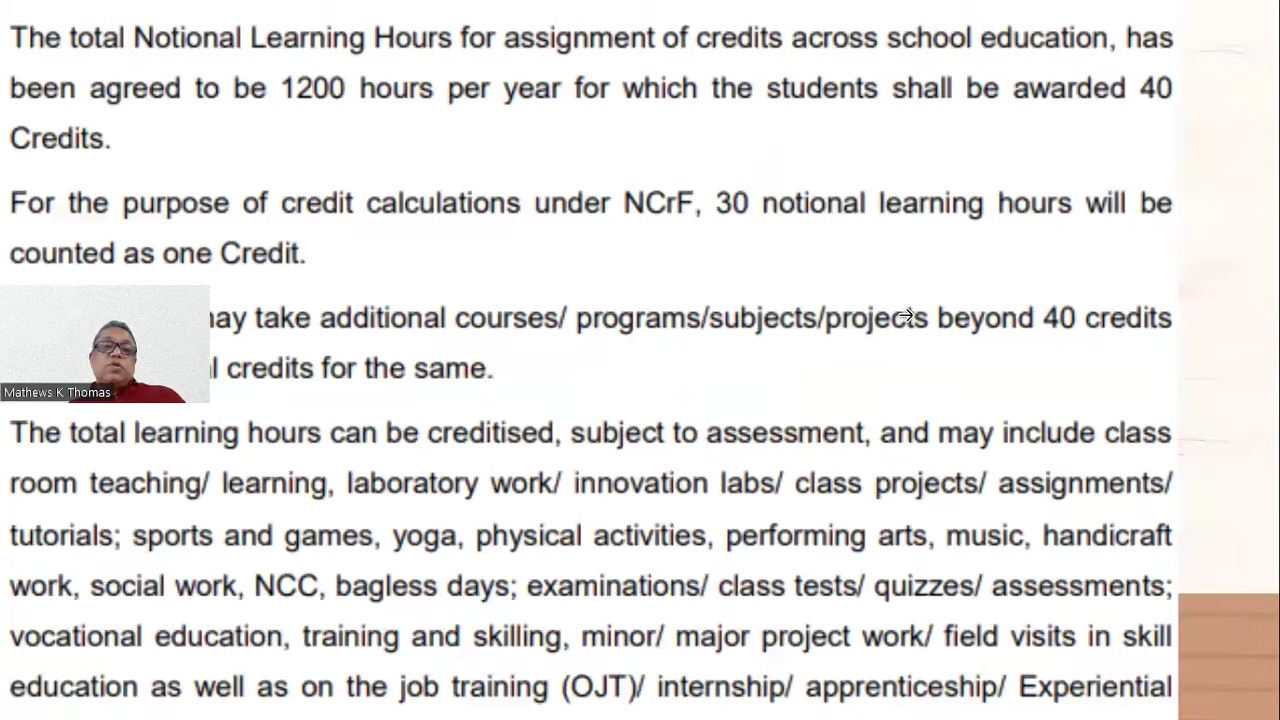 The total Notional Learning Hours for assignment of credits across school education, has
been agreed to be 1200 hours per year for which the students shall be awarded 40
Credits.
For the purpose of credit calculations under NCrF, 30 notional learning hours will be
counted as one Credit.
may take additional courses/ programs/subjects/projects beyond 40 credits
credits for the same.
Mathews K Thomas
The total learning hours can be creditised, subject to assessment, and may include class
room teaching/ learning, laboratory work/ innovation labs/ class projects/ assignments/
tutorials; sports and games, yoga, physical activities, performing arts, music, handicraft
work, social work, NCC, bagless days; examinations/ class tests/ quizzes/ assessments;
vocational education, training and skilling, minor/ major project work/ field visits in skill
education as well as on the job training (OJT)/ internship/ apprenticeship/ Experiential